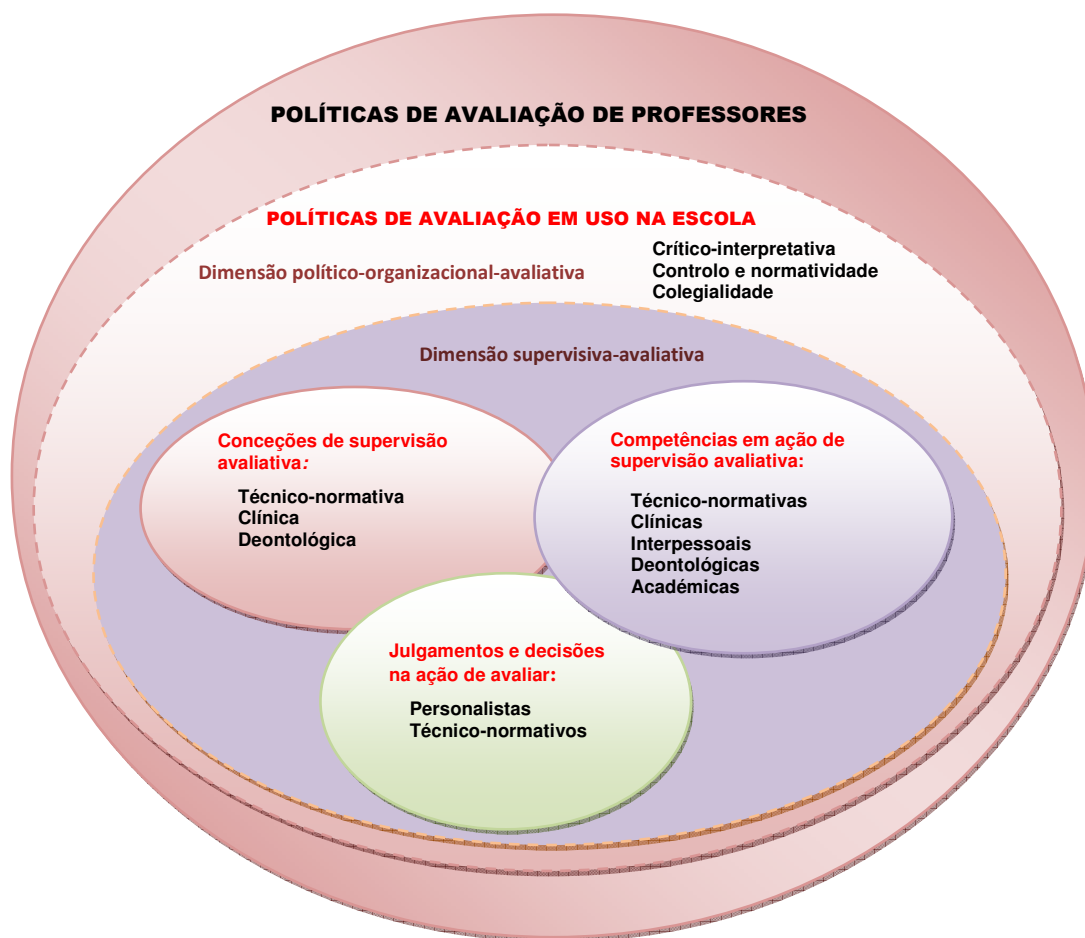 POLÍTICAS DE AVALIAÇÃO DE PROFESSORES
POLÍTICAS DE AVALIAÇÃO EM USO NA ESCOLA
Dimensão político-organizacional-avaliativa
Crítico-interpretativa
Controlo e normatividade
Colegialidade
Dimensão supervisiva-avaliativa
Conceções de supervisão
avaliativa:
Técnico-normativa
Clínica
Deontológica
Competências em ação de
supervisão avaliativa:
Técnico-normativas
Clínicas
Interpessoais
Deontológicas
Académicas
Julgamentos e decisões
na ação de avaliar:
Personalistas
Técnico-normativos